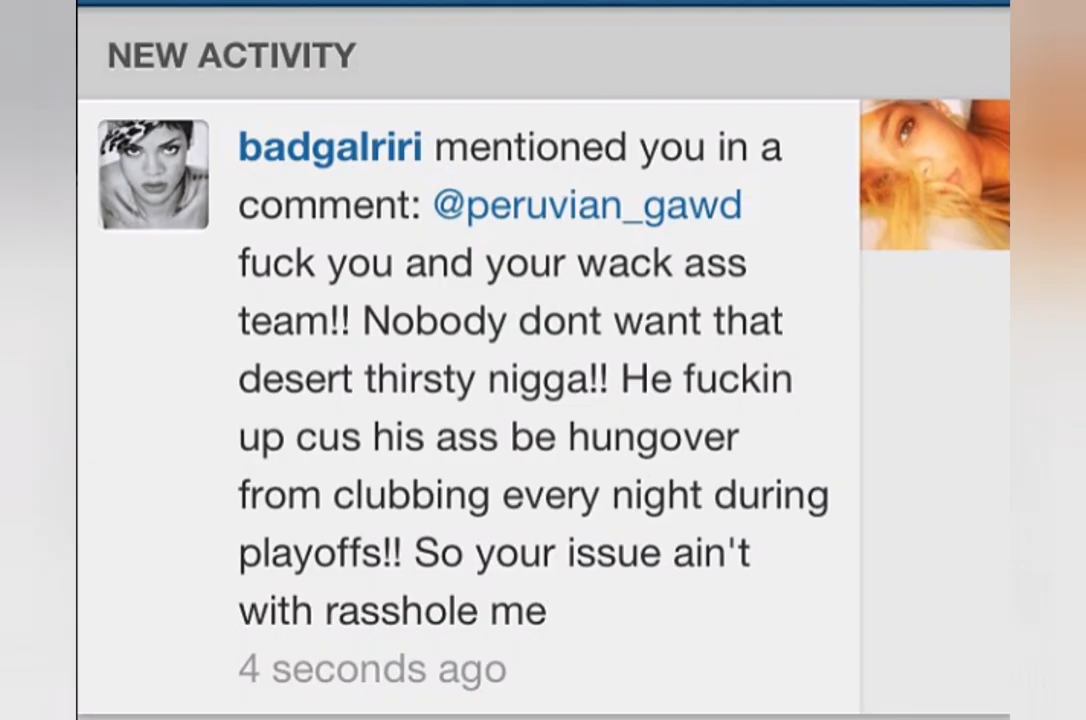 NEW ACTIVITY
badgalriri mentioned you in a
comment: @peruvian_gawd
fuck you and your wack ass
team!! Nobody dont want that
desert thirsty nigga!! He fuckin
up cus his ass be hungover
from clubbing every night during
playoffs!! So your issue ain't
with rasshole me
4 seconds ago